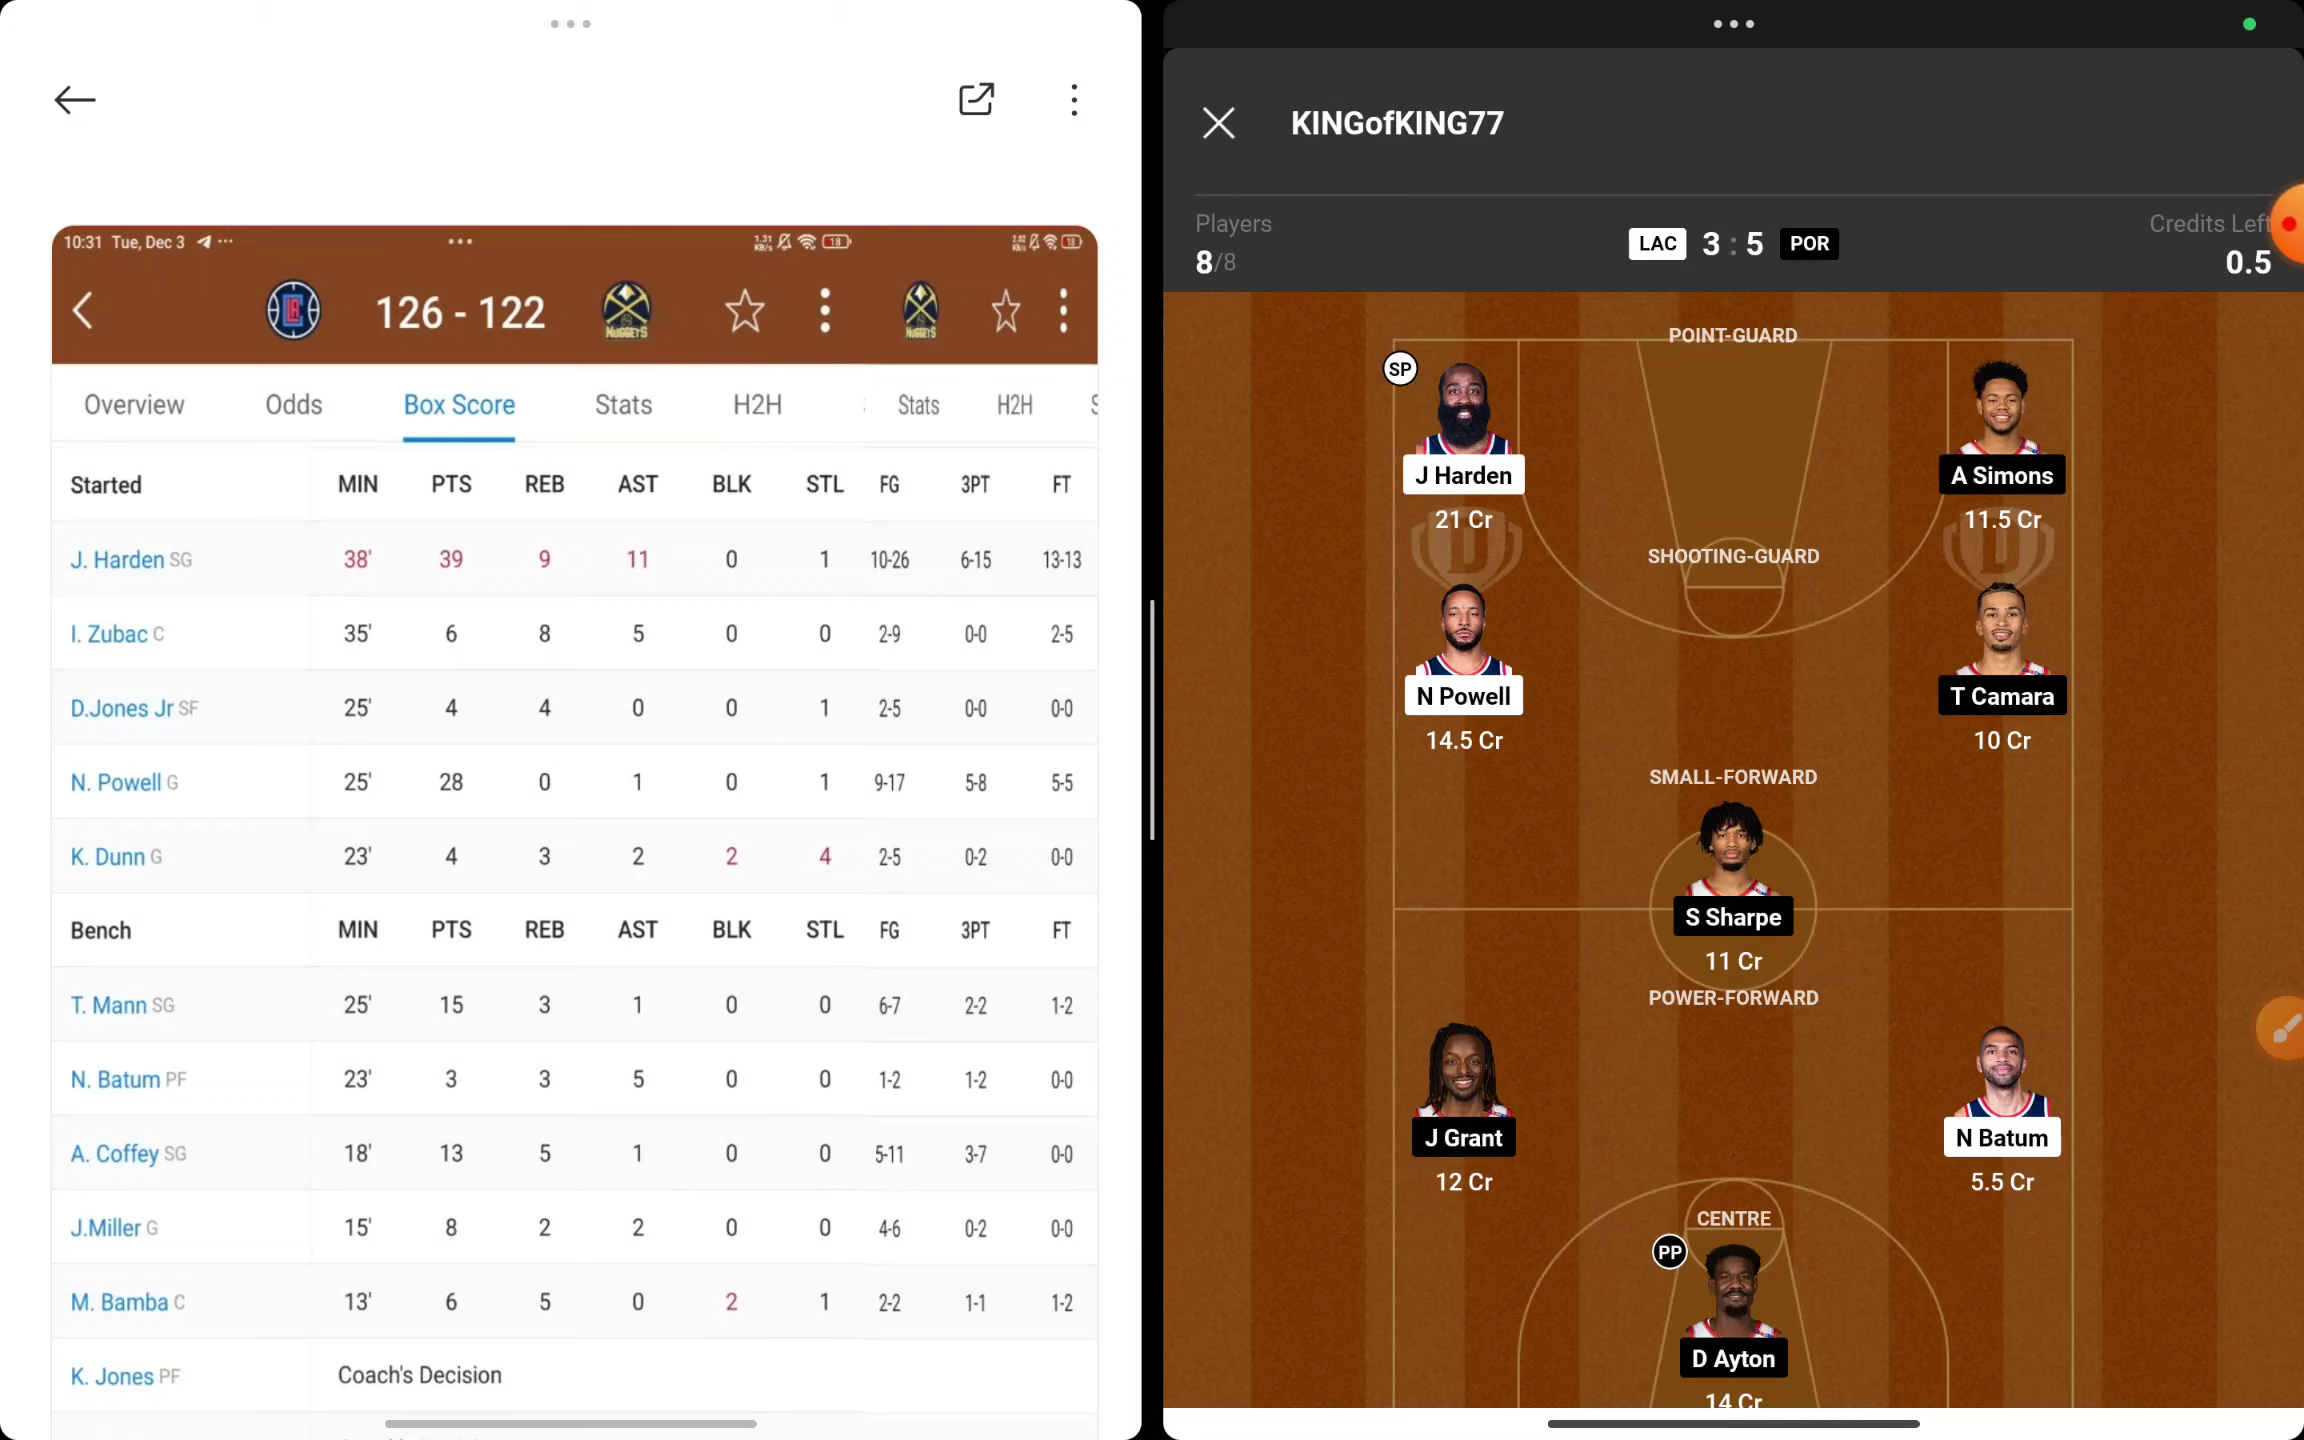 10:31 Tue, Dec 3
126 - 122
NUGGETS
NUGGETS
Overview Odds Box Score Stats H2H Stats H2H
Started MIN PTS REB AST BLK STL FG 3PT FT
J. Harden SG 38' 39 9 11 0 1 10-26 6-15 13-13
I. Zubac C 35' 6 8 5 0 0 2-9 0-0 2-5
D.Jones Jr SF 25' 4 4 0 0 1 2-5 0-0 0-0
N. Powell G 25' 28 0 1 0 1 9-17 5-8 5-5
K. Dunn G 23' 4 3 2 2 4 2-5 0-2 0-0
Bench MIN PTS REB AST BLK STL FG 3PT FT
T. Mann SG 25' 15 3 1 0 0 6-7 2-2 1-2
N. Batum PF 23' 3 3 5 0 0 1-2 1-2 0-0
A. Coffey SG 18' 13 5 1 0 0 5-11 3-7 0-0
J.Miller G 15' 8 2 2 0 0 4-6 0-2 0-0
M. Bamba C 13' 6 5 0 2 1 2-2 1-1 1-2
K. Jones PF Coach's Decision
KINGofKING77
Players
8/8
LAC 3 : 5 POR
Credits Left
0.5
POINT-GUARD
SP
J Harden A Simons
21 Cr 11.5 Cr
SHOOTING-GUARD
N Powell T Camara
14.5 Cr 10 Cr
SMALL-FORWARD
S Sharpe
11 Cr
POWER-FORWARD
J Grant N Batum
12 Cr 5.5 Cr
CENTRE
PP
D Ayton
14 Cr